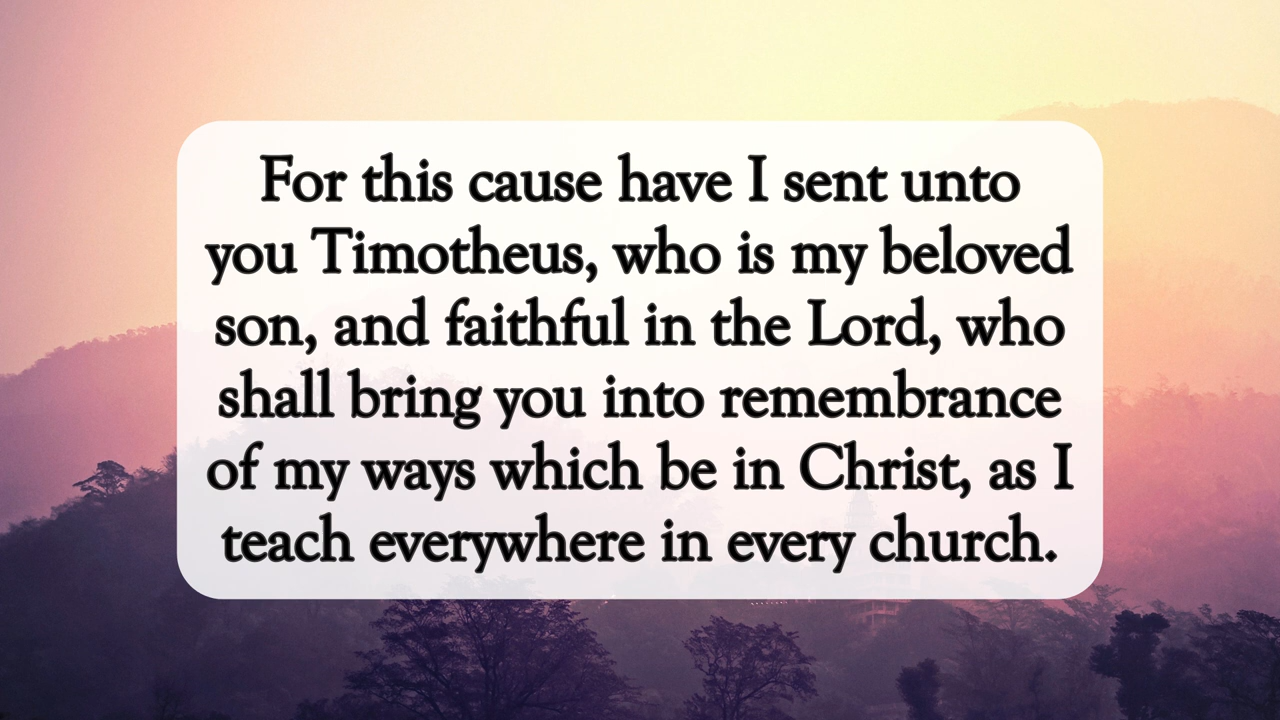 For this cause have I sent unto
you Timotheus, who is my beloved
son, and faithful in the Lord, who
shall bring you into remembrance
of my ways which be in Christ, as I
teach everywhere in every church.